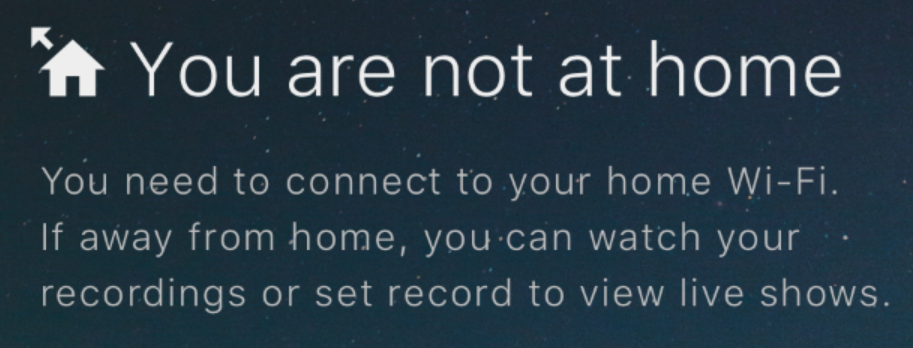 You are not at home
You need to connect to your home Wi-Fi.
If away from home, you can watch your
recordings or set record to view live shows.